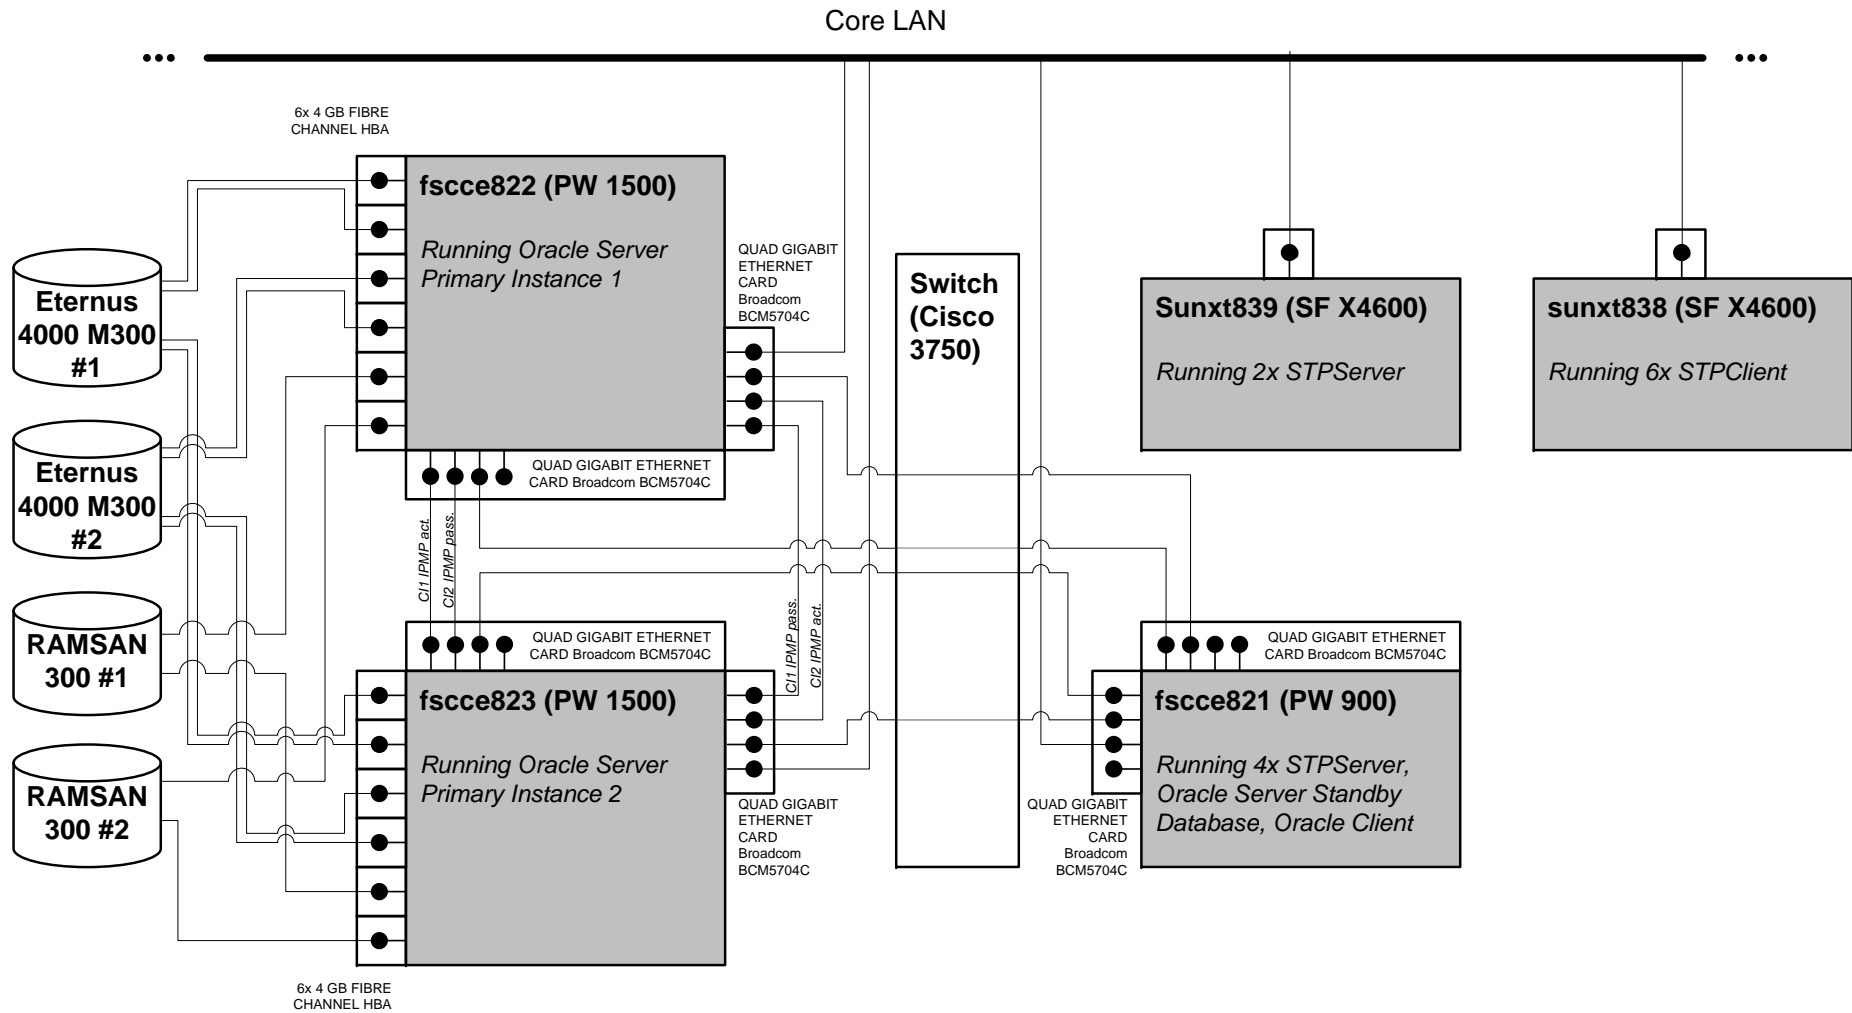 Core LAN
6x 4 GB FIBRE
CHANNEL HBA
fscce822 (PW 1500)
Running Oracle Server
Primary Instance 1
QUAD GIGABIT
ETHERNET
CARD
Broadcom
BCM5704C
QUAD GIGABIT ETHERNET
CARD Broadcom BCM5704C
Eternus
4000 M300
#1
Eternus
4000 M300
#2
RAMSAN
300 #1
RAMSAN
300 #2
Switch
(Cisco
3750)
Sunxt839 (SF X4600)
Running 2x STPServer
sunxt838 (SF X4600)
Running 6x STPClient
CI1 IPMP act.
CI2 IPMP pass.
CI1 IPMP pass.
CI2 IPMP act.
QUAD GIGABIT ETHERNET
CARD Broadcom BCM5704C
fscce823 (PW 1500)
Running Oracle Server
Primary Instance 2
QUAD GIGABIT
ETHERNET
CARD
Broadcom
BCM5704C
6x 4 GB FIBRE
CHANNEL HBA
QUAD GIGABIT ETHERNET
CARD Broadcom BCM5704C
fscce821 (PW 900)
Running 4x STPServer,
Oracle Server Standby
Database, Oracle Client
QUAD GIGABIT
ETHERNET
CARD
Broadcom
BCM5704C